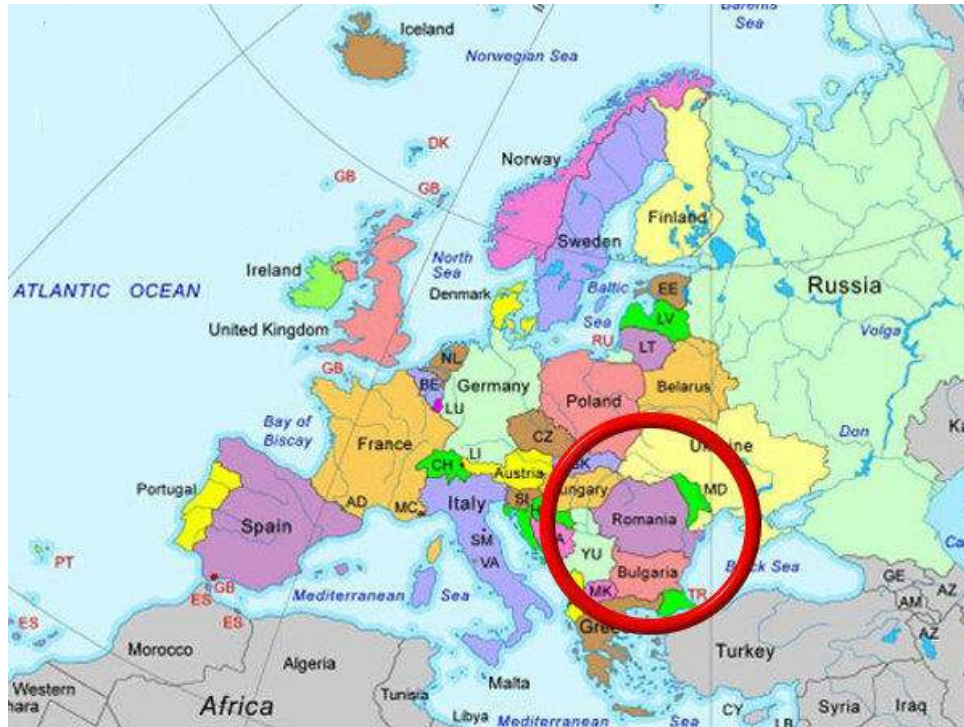 Iceland
Norwegian Sea
Barents
Sea
DK
GB
GB
Norway
Finland
Sweden
North
Sea
Ireland
ATLANTIC OCEAN
Denmark
Baltic
Sea
EE
Russia
LV
United Kingdom
RU
LT
Volga
GB
NL
BE
Germany
Belarus
LU
Poland
Bay of
Biscay
France
CZ
Ukraine
Don
LI
CH
Austria
SK
Hungary
Portugal
AD
MC
Italy
SI
MD
Spain
SM
VA
Romania
YU
PT
GB
ES
Mediterranean Sea
Bulgaria
MK
TR
Black Sea
GE
AZ
AM
AZ
ES
ES
Greece
Morocco
Algeria
Turkey
Western
hara
Africa
Tunisia
Malta
Libya
Mediterranean Sea
CY
LB
Syria
Iraq